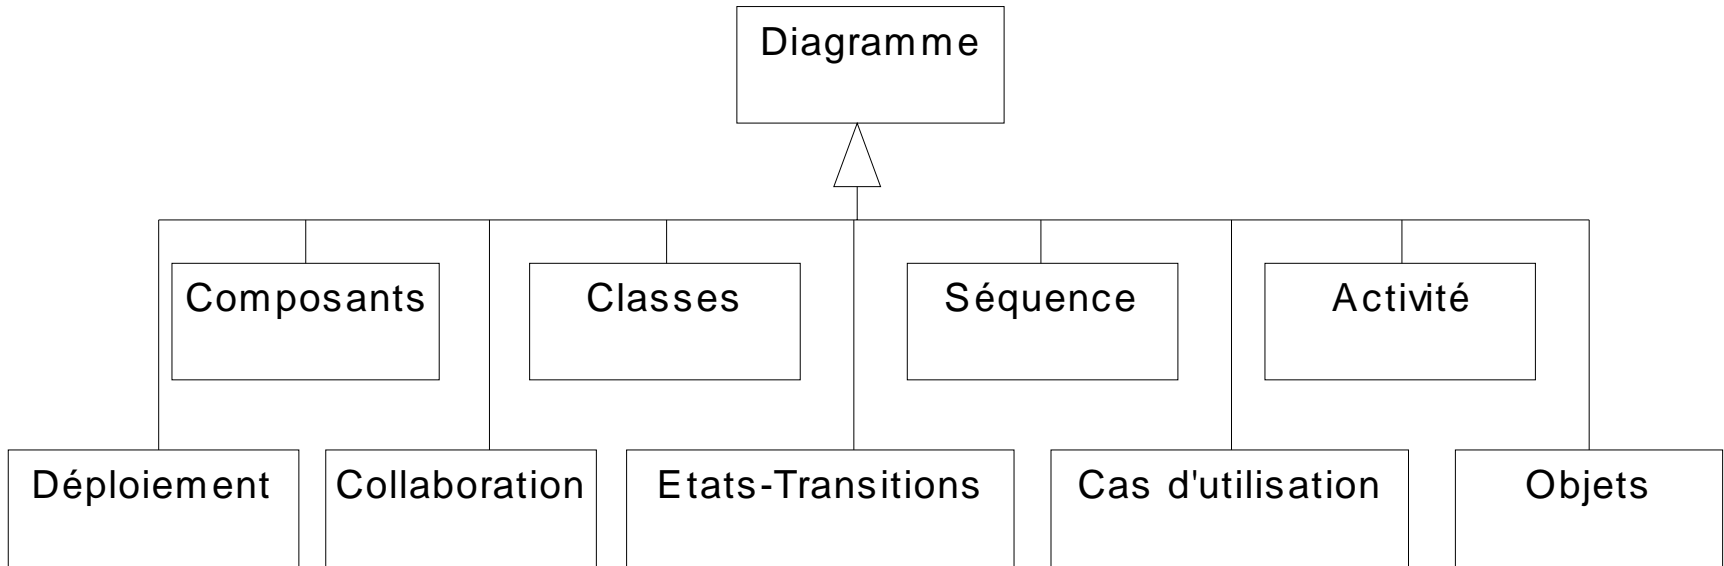 Diagramme
Composants
Classes
Séquence
Activité
Déploiement
Collaboration
Etats-Transitions
Cas d'utilisation
Objets